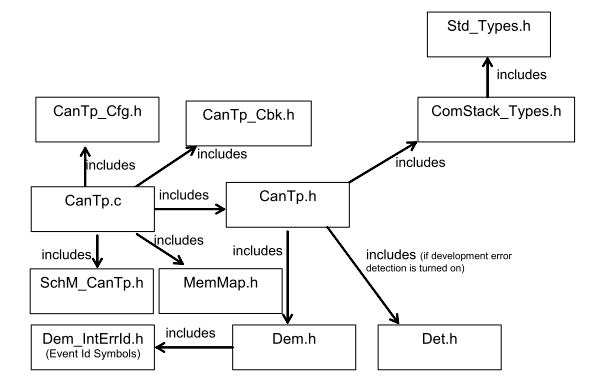 Std_Types.h
includes
CanTp_Cfg.h
CanTp_Cbk.h
ComStack_Types.h
includes
includes
includes
CanTp.c
includes
CanTp.h
includes
includes
includes
includes (if development error
detection is turned on)
SchM_CanTp.h
MemMap.h
Dem_IntErrId.h
(Event Id Symbols)
includes
Dem.h
Det.h